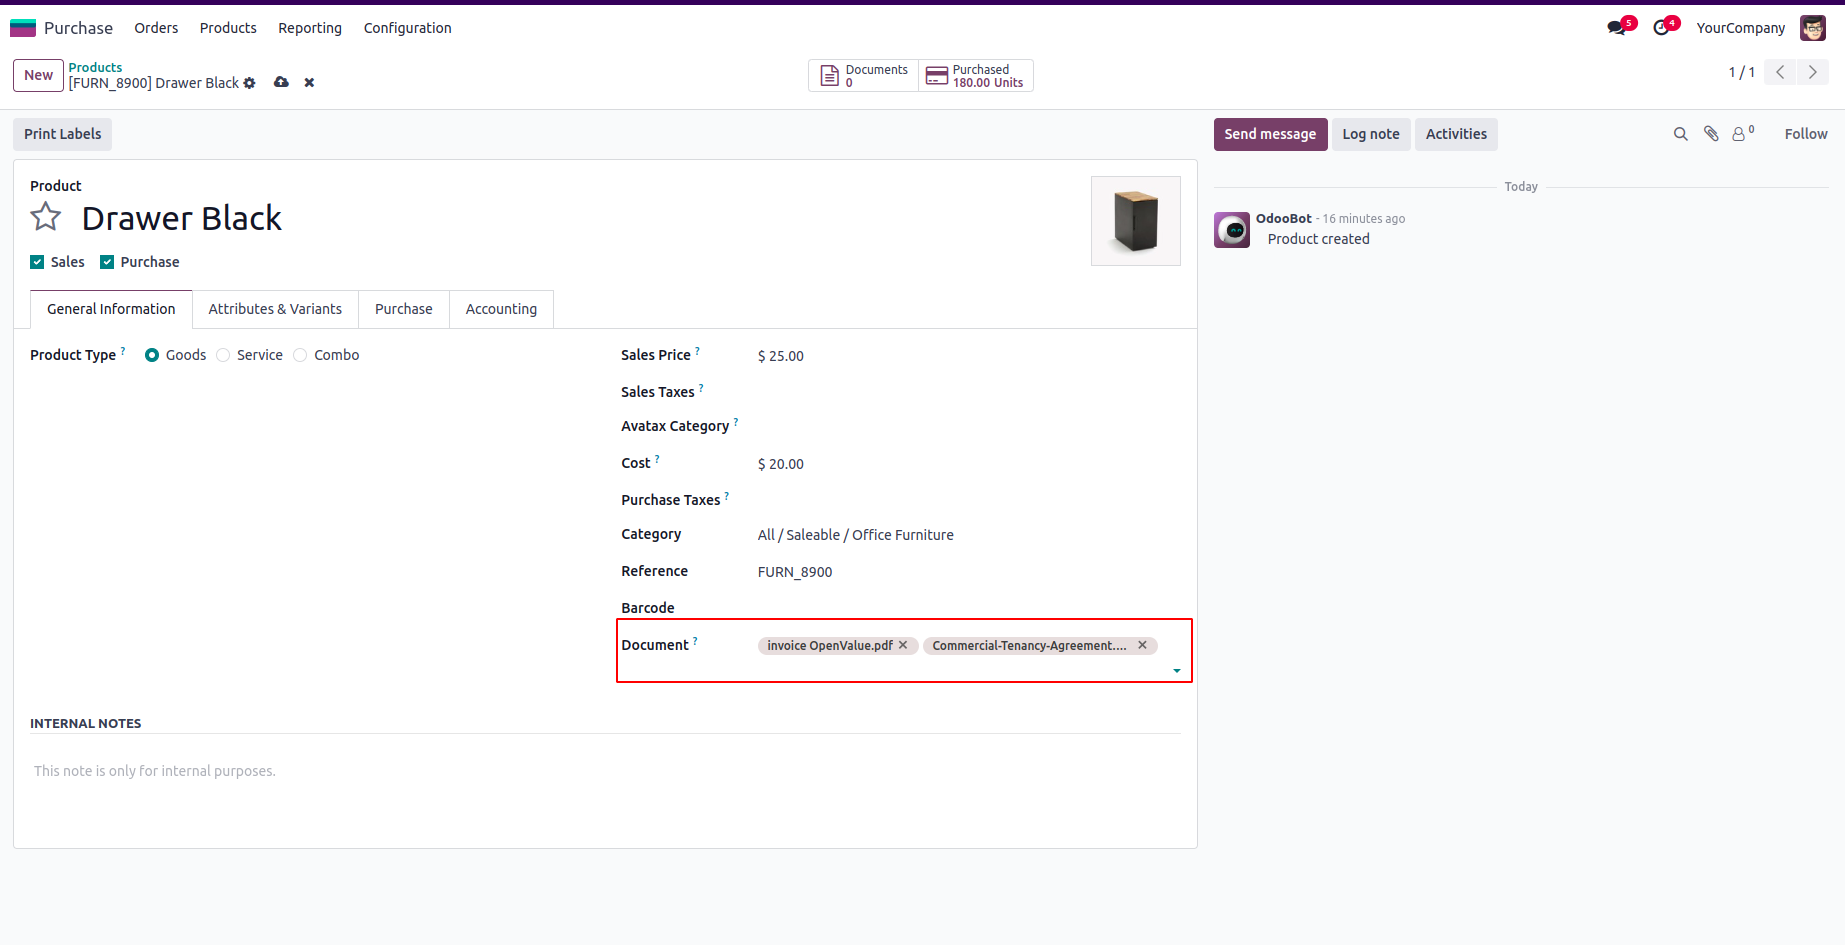 Purchase Orders Products Reporting Configuration 5 4 YourCompany
New Products
[FURN_8900] Drawer Black
Documents 0
Purchased 180.00 Units
1 / 1
Print Labels
Send message Log note Activities 0 Follow
Product
Drawer Black
Sales Purchase
General Information Attributes & Variants Purchase Accounting
Product Type ? Goods Service Combo
Sales Price ? $ 25.00
Sales Taxes ?
Avatax Category ?
Cost ? $ 20.00
Purchase Taxes ?
Category All / Saleable / Office Furniture
Reference FURN_8900
Barcode
Document ? invoice OpenValue.pdf Commercial-Tenancy-Agreement....
INTERNAL NOTES
This note is only for internal purposes.
Today
OdooBot - 16 minutes ago
Product created